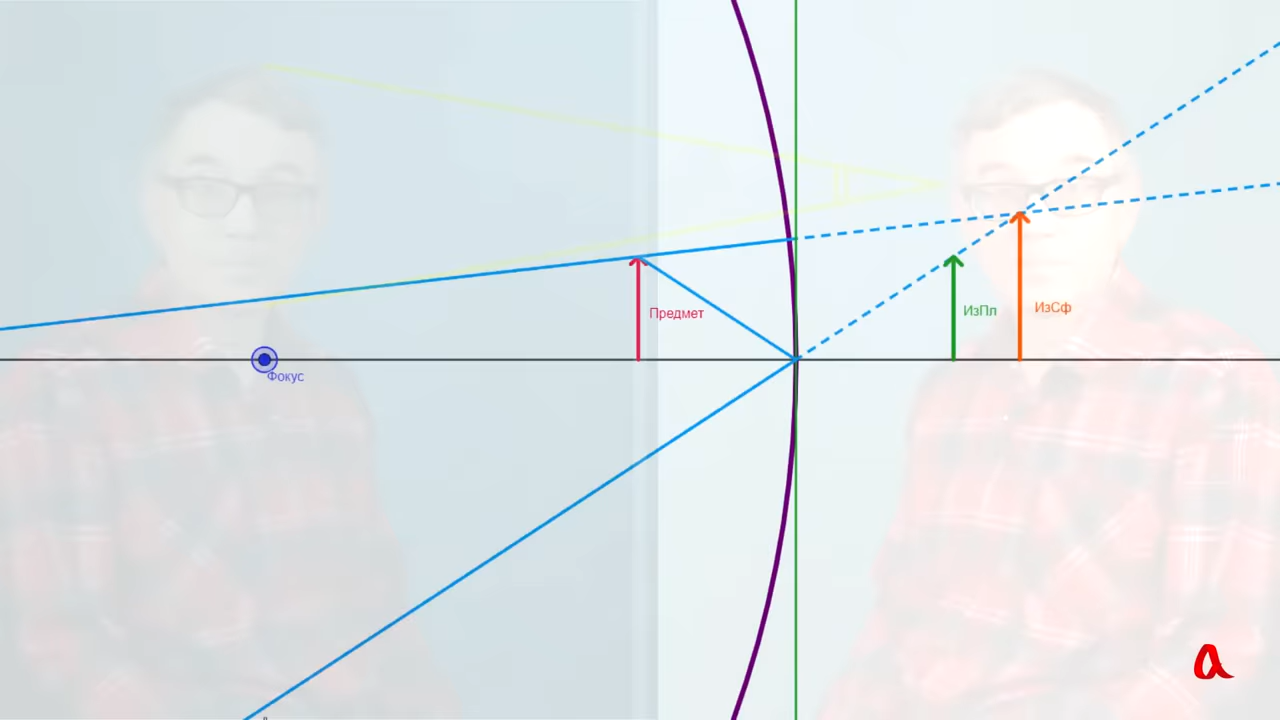 Предмет
ИзПл
ИзСф
Фокус
a